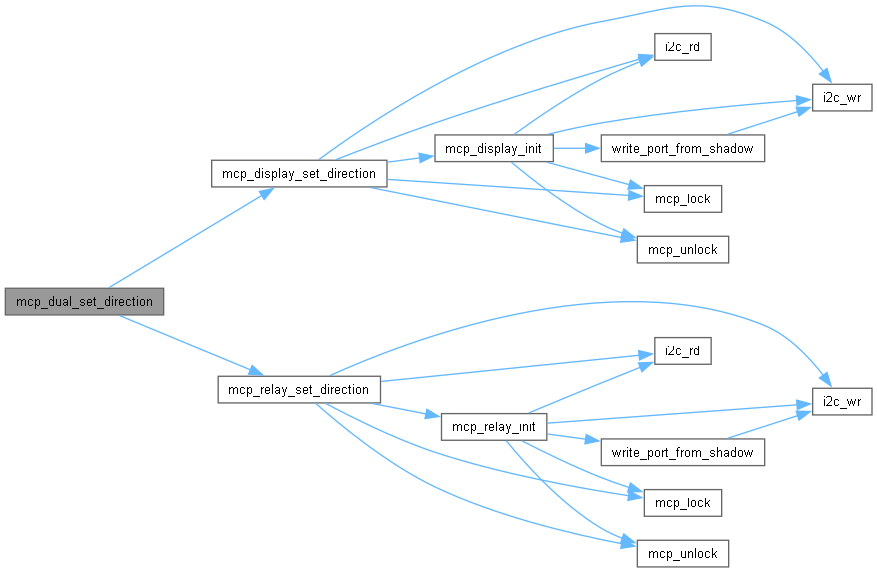 i2c_rd
i2c_wr
mcp_display_init
write_port_from_shadow
mcp_display_set_direction
mcp_lock
mcp_unlock
mcp_dual_set_direction
i2c_rd
mcp_relay_set_direction
i2c_wr
mcp_relay_init
write_port_from_shadow
mcp_lock
mcp_unlock